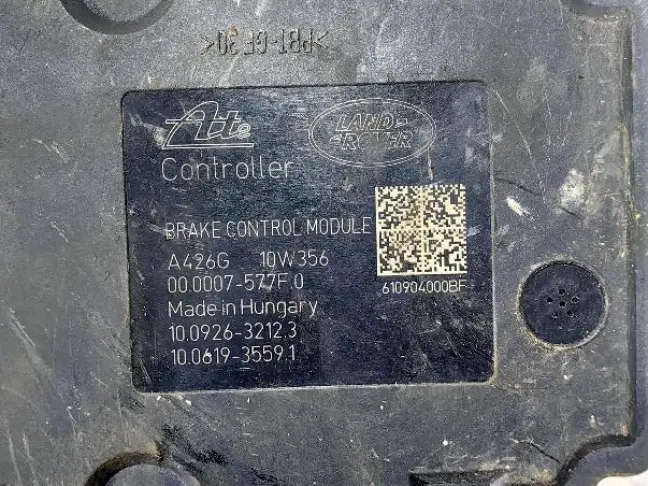 >PBT-GF30<
Ate
LAND-
-ROVER
Controller
BRAKE CONTROL MODULE
A426G 10W356
00.0007-577F.0
610904000BF
Made in Hungary
10.0926-3212.3
10.0619-3559.1